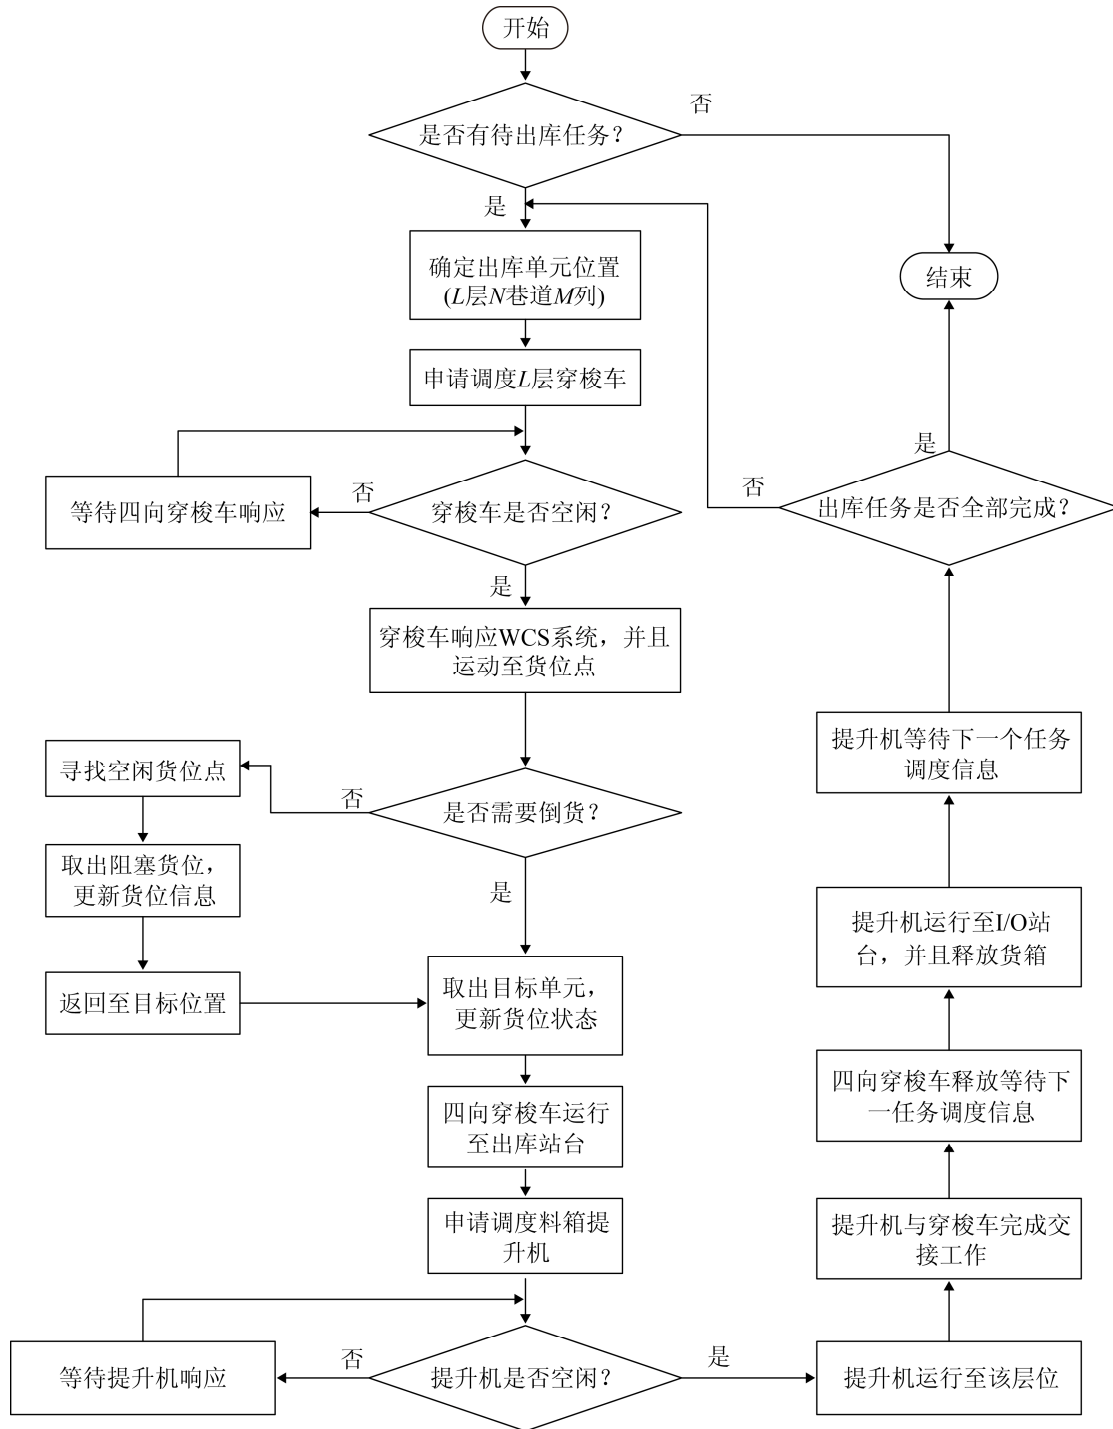 开始
是否有待出库任务？
否
是
确定出库单元位置
(L层N巷道M列)
结束
申请调度L层穿梭车
是
等待四向穿梭车响应
否
穿梭车是否空闲？
否
出库任务是否全部完成？
是
穿梭车响应WCS系统，并且
运动至货位点
提升机等待下一个任务
调度信息
寻找空闲货位点
否
是否需要倒货？
取出阻塞货位，
更新货位信息
是
提升机运行至I/O站
台，并且释放货箱
返回至目标位置
取出目标单元，
更新货位状态
四向穿梭车释放等待下
一任务调度信息
四向穿梭车运行
至出库站台
申请调度料箱提
升机
提升机与穿梭车完成交
接工作
等待提升机响应
否
提升机是否空闲？
是
提升机运行至该层位